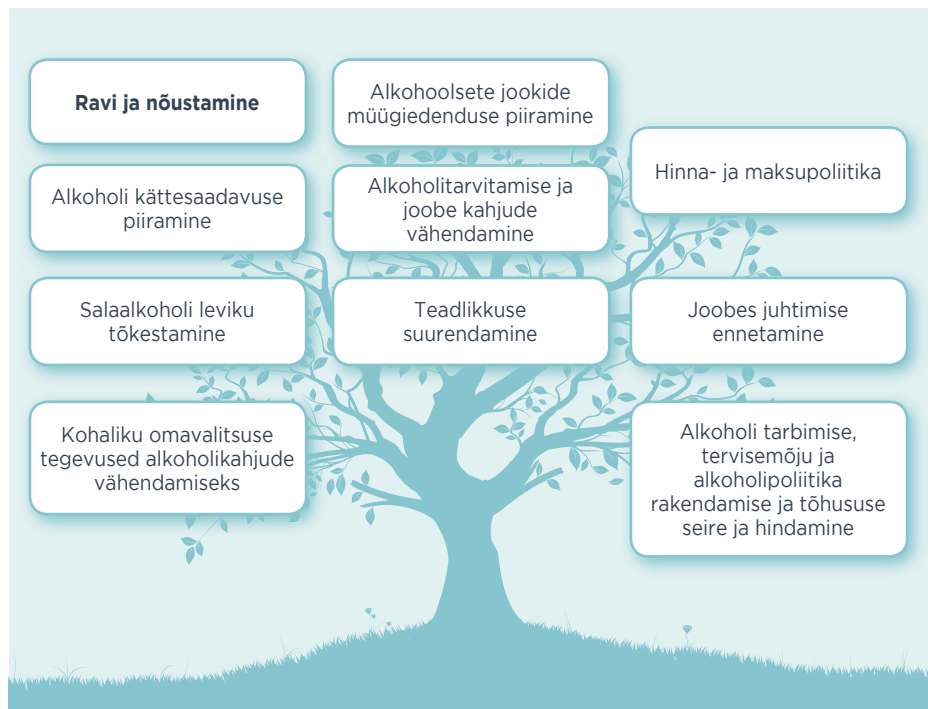 Ravi ja nõustamine
Alkohoolsete jookide
müügiedenduse piiramine
Hinna- ja maksupoliitika
Alkoholi kättesaadavuse
piiramine
Alkoholitarvitamise ja
joobe kahjude
vähendamine
Salaalkoholi leviku
tõkestamine
Teadlikkuse
suurendamine
Joobes juhtimise
ennetamine
Kohaliku omavalitsuse
tegevused alkoholikahjude
vähendamiseks
Alkoholi tarbimise,
tervisemõju ja
alkoholipoliitika
rakendamise ja tõhususe
seire ja hindamine